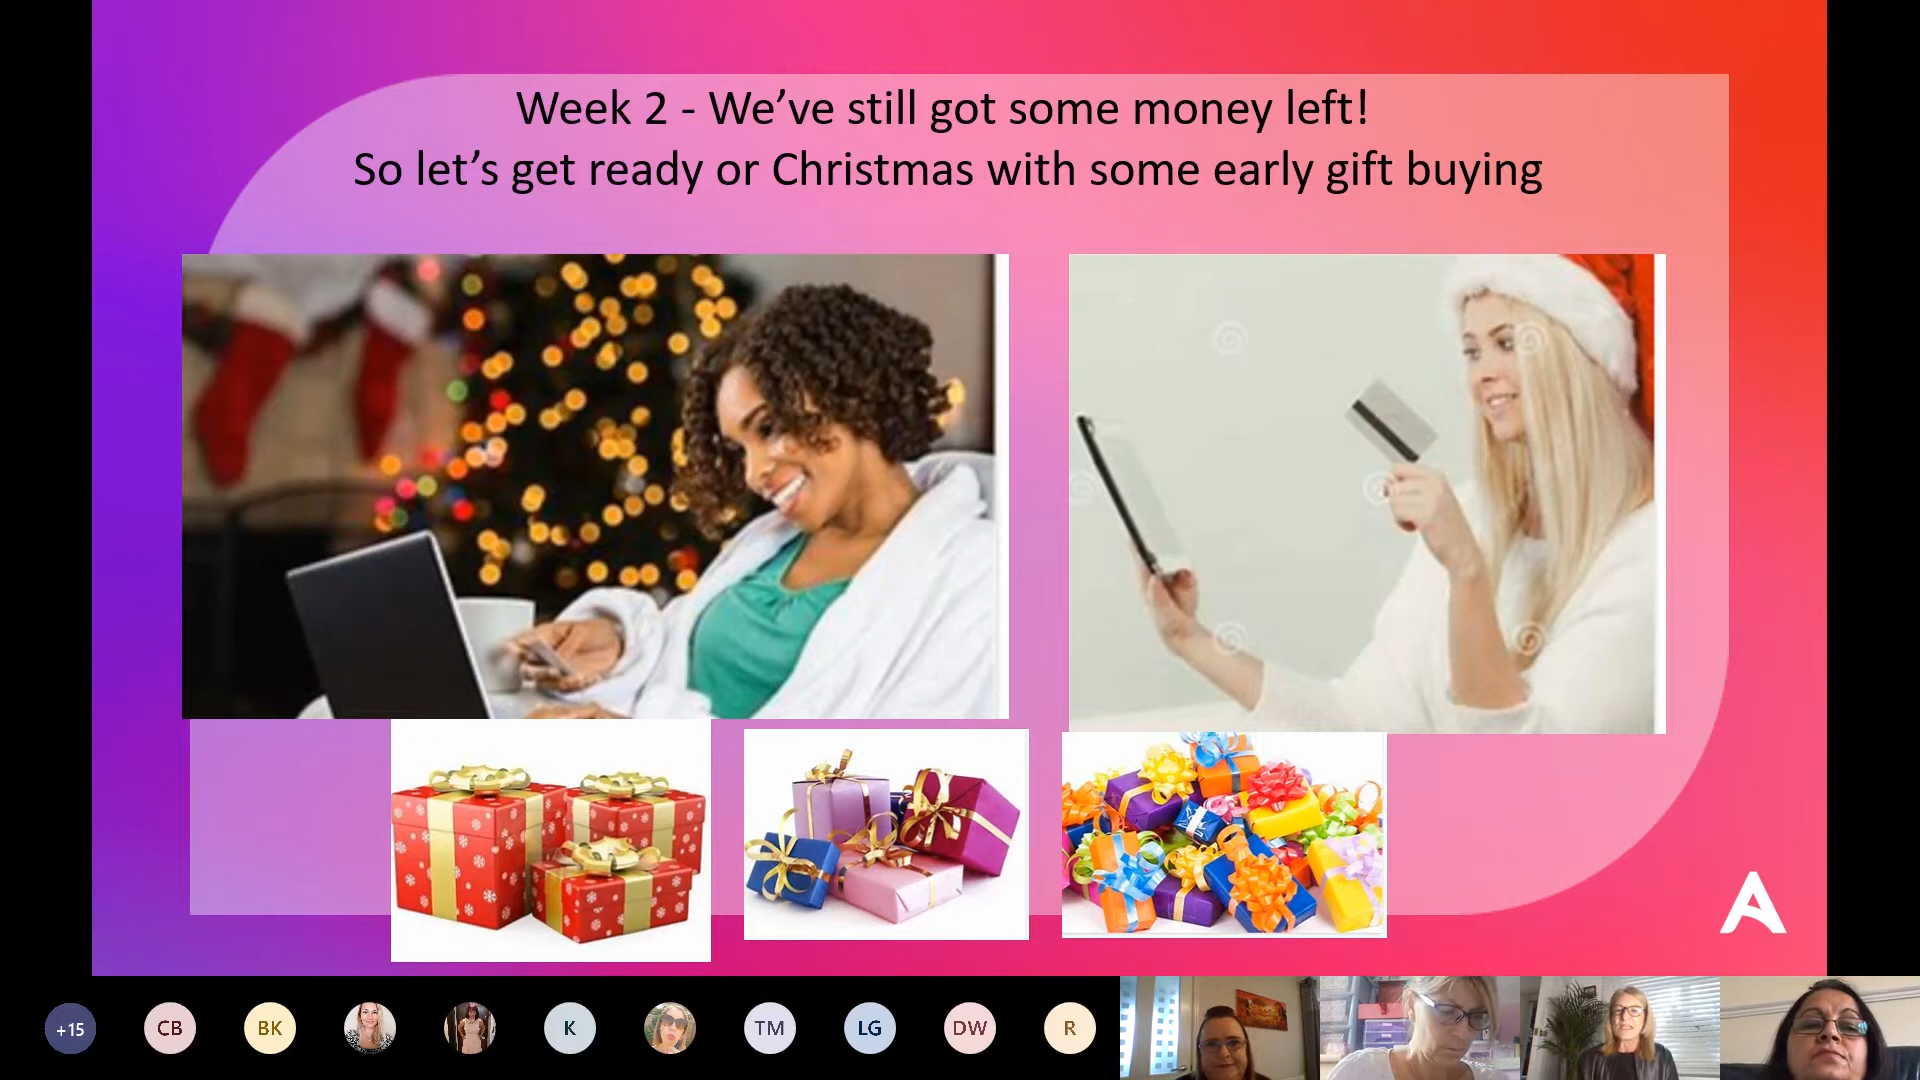 Week 2 - We’ve still got some money left!
So let’s get ready or Christmas with some early gift buying
+15
CB
BK
K
TM
LG
DW
R